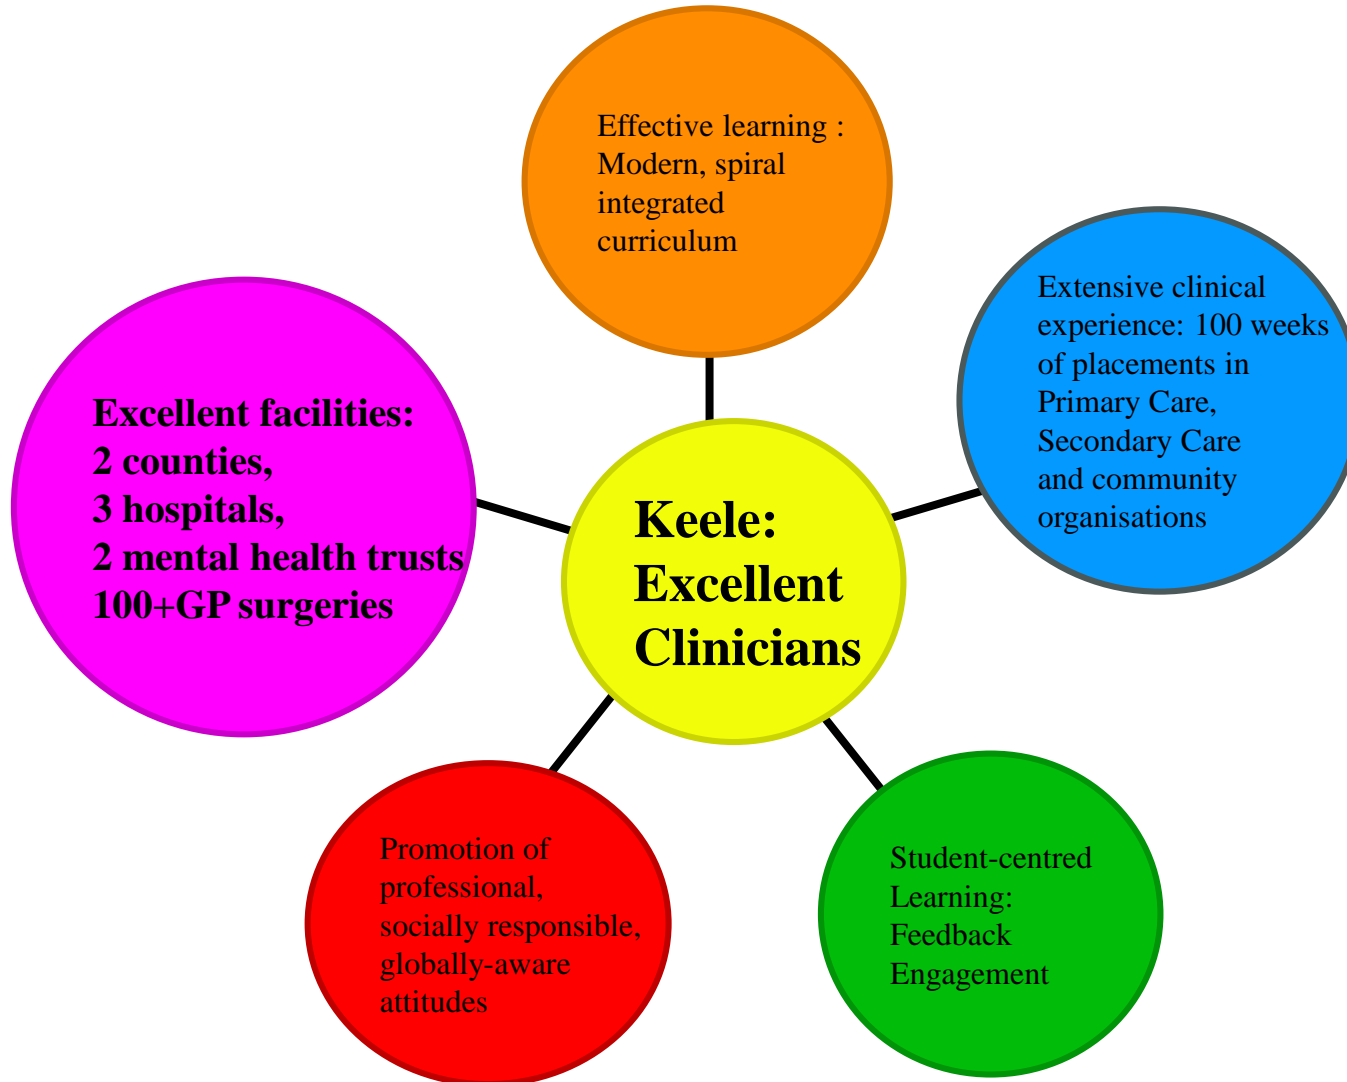 Effective learning :
Modern, spiral
integrated
curriculum
Extensive clinical
experience: 100 weeks
of placements in
Primary Care,
Secondary Care
and community
organisations
Excellent facilities:
2 counties,
3 hospitals,
2 mental health trusts
100+GP surgeries
Keele:
Excellent
Clinicians
Promotion of
professional,
socially responsible,
globally-aware
attitudes
Student-centred
Learning:
Feedback
Engagement